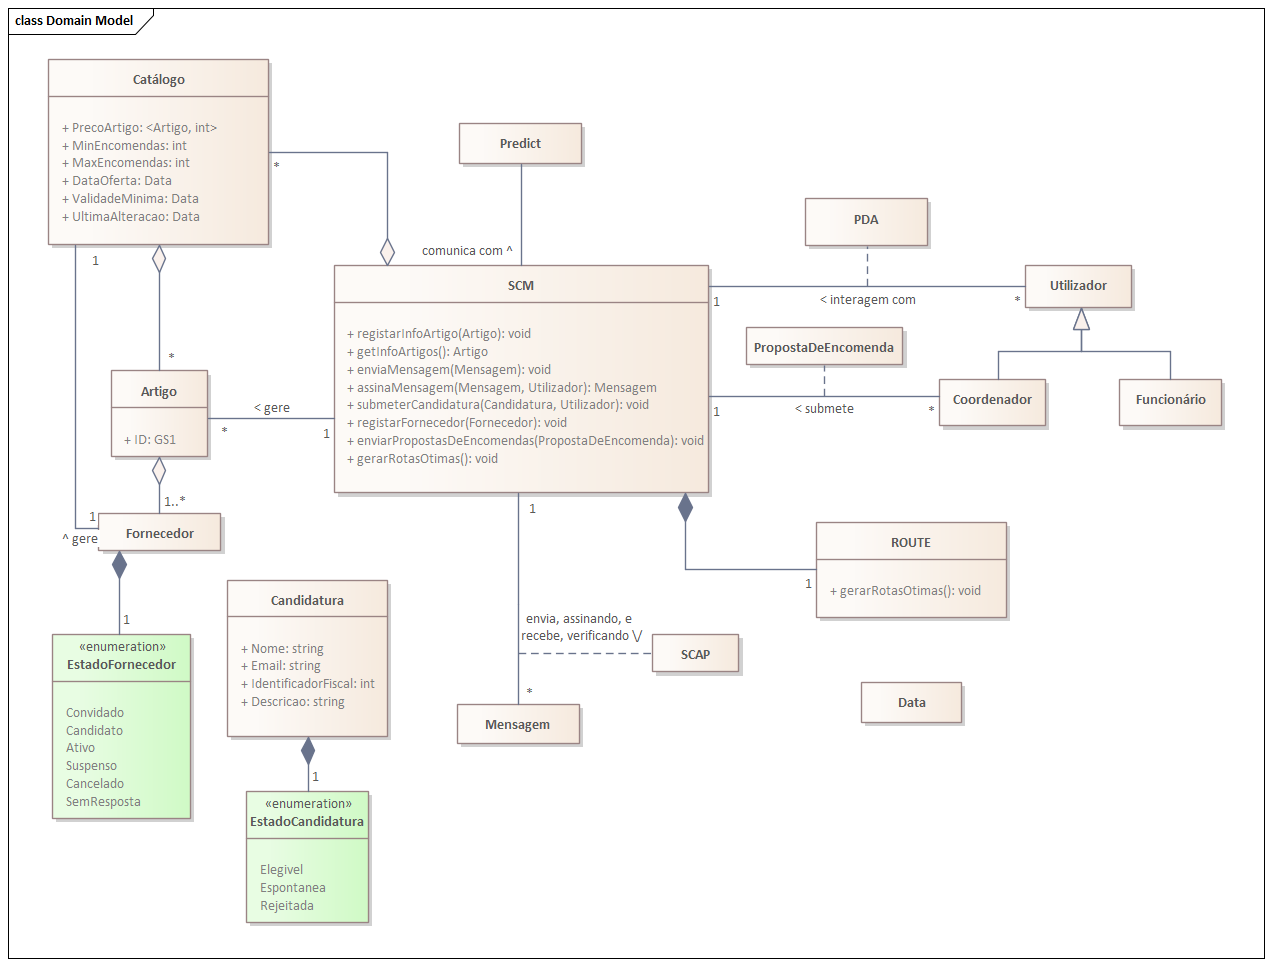 class Domain Model
Catálogo
+ PrecoArtigo: <Artigo, int>
+ MinEncomendas: int
+ MaxEncomendas: int
+ DataOferta: Data
+ ValidadeMinima: Data
+ UltimaAlteracao: Data
*
1
Predict
comunica com ^
PDA
Utilizador
1
< interagem com
*
SCM
+ registarInfoArtigo(Artigo): void
+ getInfoArtigos(): Artigo
+ enviaMensagem(Mensagem): void
+ assinaMensagem(Mensagem, Utilizador): Mensagem
+ submeterCandidatura(Candidatura, Utilizador): void
+ registarFornecedor(Fornecedor): void
+ enviarPropostasDeEncomendas(PropostaDeEncomenda): void
+ gerarRotasOtimas(): void
PropostaDeEncomenda
1
< submete
*
Coordenador
Funcionário
*
Artigo
+ ID: GS1
< gere
*
1
1..*
1
^ gere
Fornecedor
1
«enumeration»
EstadoFornecedor
Convidado
Candidato
Ativo
Suspenso
Cancelado
SemResposta
Candidatura
+ Nome: string
+ Email: string
+ IdentificadorFiscal: int
+ Descricao: string
1
«enumeration»
EstadoCandidatura
Elegivel
Espontanea
Rejeitada
1
envia, assinando, e
recebe, verificando \/
SCAP
*
Mensagem
ROUTE
+ gerarRotasOtimas(): void
1
Data